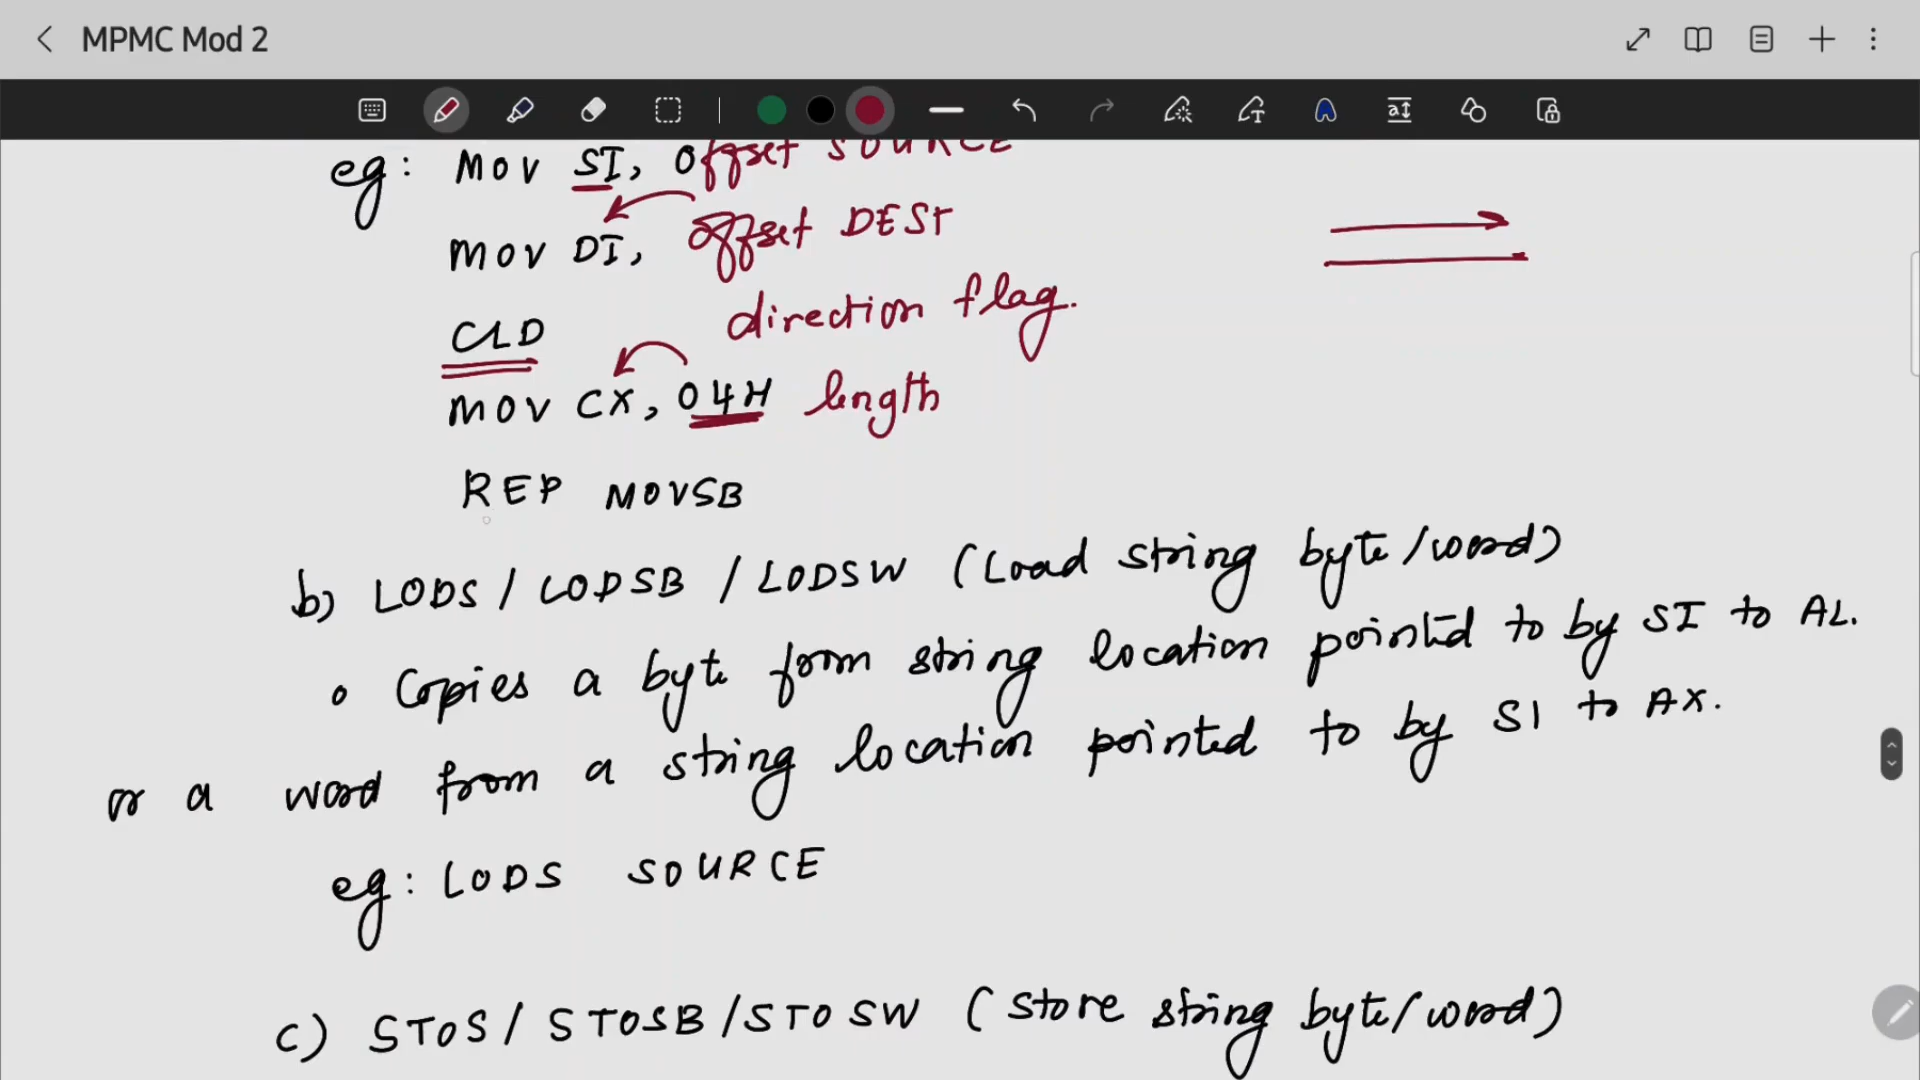 MPMC Mod 2
eg: MOV SI, Offset SOURCE
MOV DI, offset DEST
CLD direction flag.
MOV CX, 04H length
REP MOVSB
b) LODS / LODSB / LODSW (Load string byte/word)
• Copies a byte from string location pointed to by SI to AL.
or a word from a string location pointed to by SI to AX.
eg: LODS SOURCE
c) STOS / STOSB / STOSW (store string byte/word)